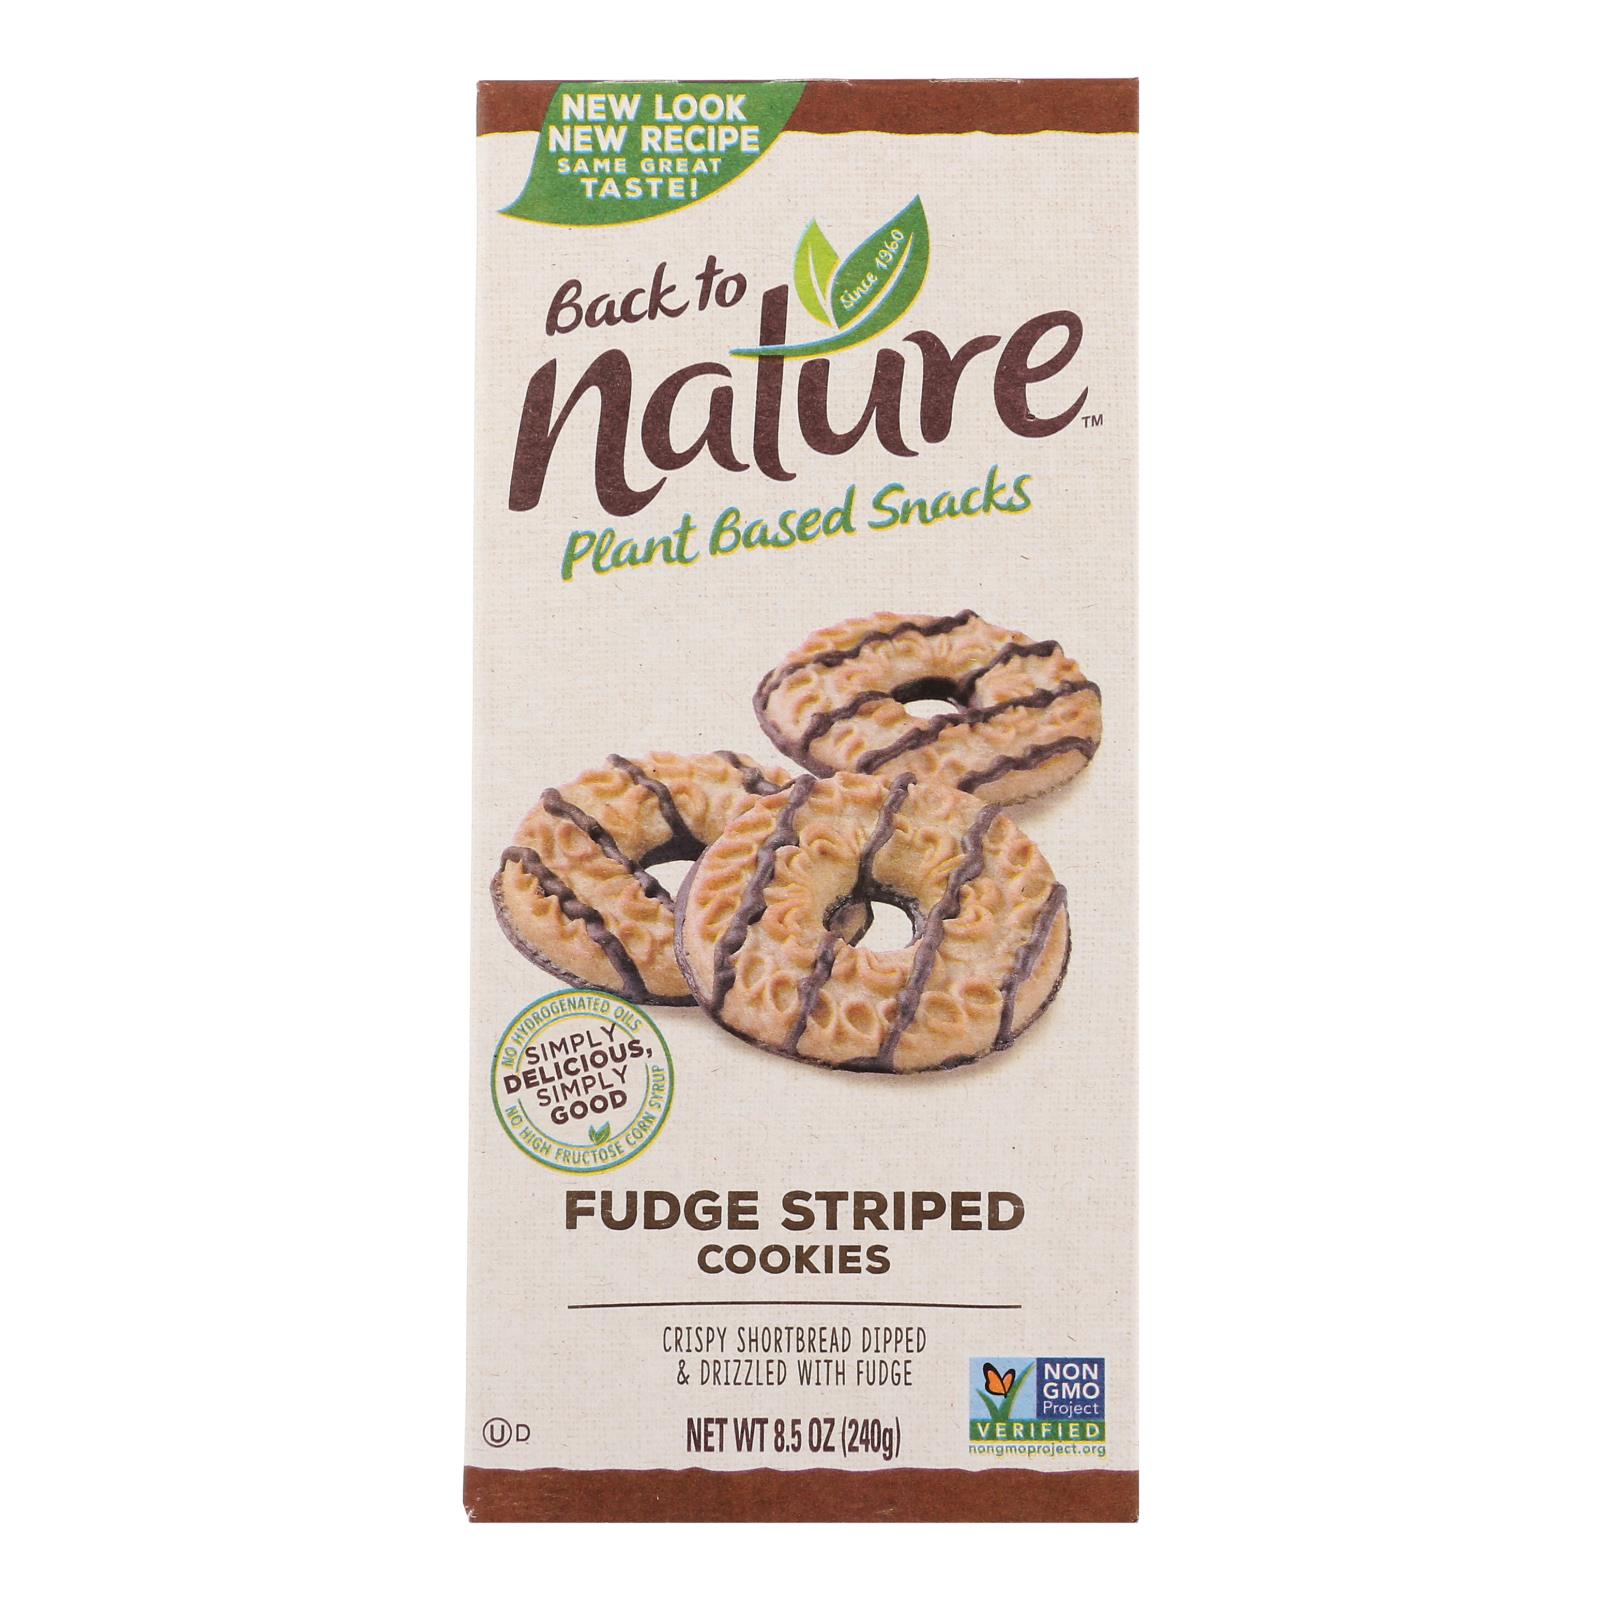 NEW LOOK
NEW RECIPE
SAME GREAT
TASTE!
since 1960
Back to
nature™
Plant Based Snacks
NO HYDROGENATED OILS
SIMPLY
DELICIOUS,
SIMPLY
GOOD
NO HIGH FRUCTOSE CORN SYRUP
FUDGE STRIPED
COOKIES
CRISPY SHORTBREAD DIPPED
& DRIZZLED WITH FUDGE
NET WT 8.5 OZ (240g)
U D
NON
GMO
Project
VERIFIED
nongmoproject.org